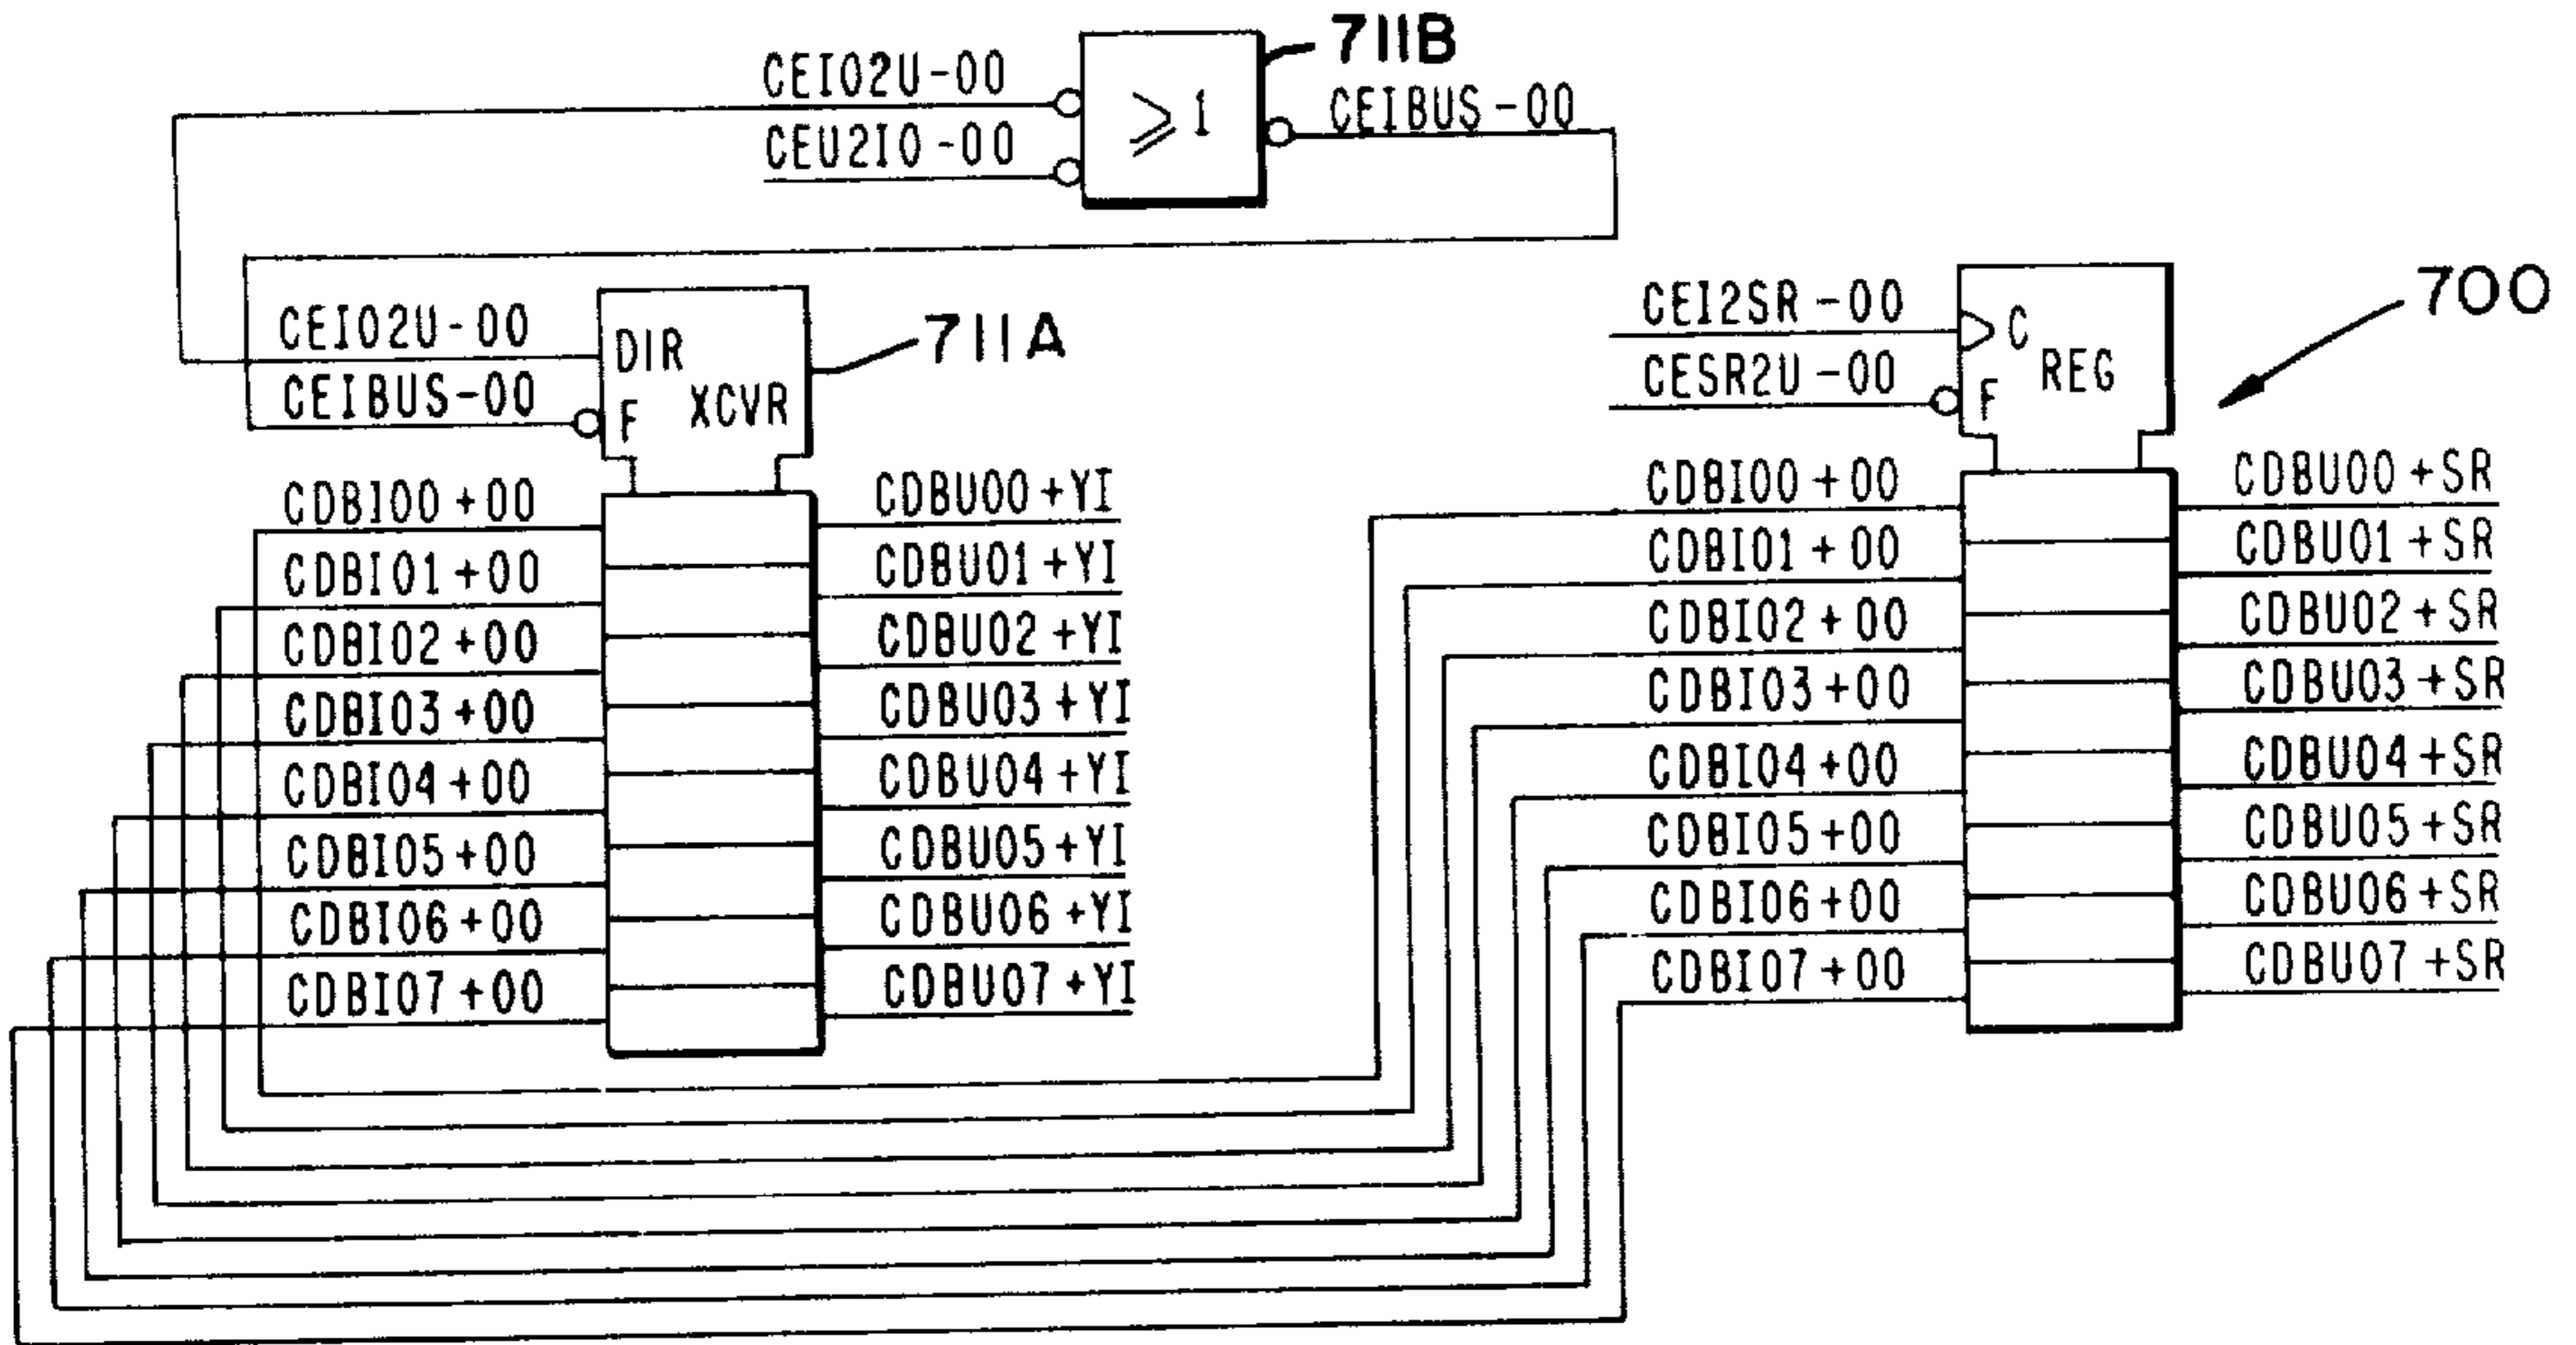 711B
CEI02U-00
CEIBUS-00
≥1
CEU2I0-00
CEI2SR-00
C
700
CEI02U-00
DIR
711A
REG
CESR2U-00
F
CEIBUS-00
F
XCVR
CDBI00+00
CDBU00+YI
CDBI00+00
CDBU00+SR
CDBI01+00
CDBU01+YI
CDBI01+00
CDBU01+SR
CDBI02+00
CDBU02+YI
CDBI02+00
CDBU02+SR
CDBI03+00
CDBU03+YI
CDBI03+00
CDBU03+SR
CDBI04+00
CDBU04+YI
CDBI04+00
CDBU04+SR
CDBI05+00
CDBU05+YI
CDBI05+00
CDBU05+SR
CDBI06+00
CDBU06+YI
CDBI06+00
CDBU06+SR
CDBI07+00
CDBU07+YI
CDBI07+00
CDBU07+SR